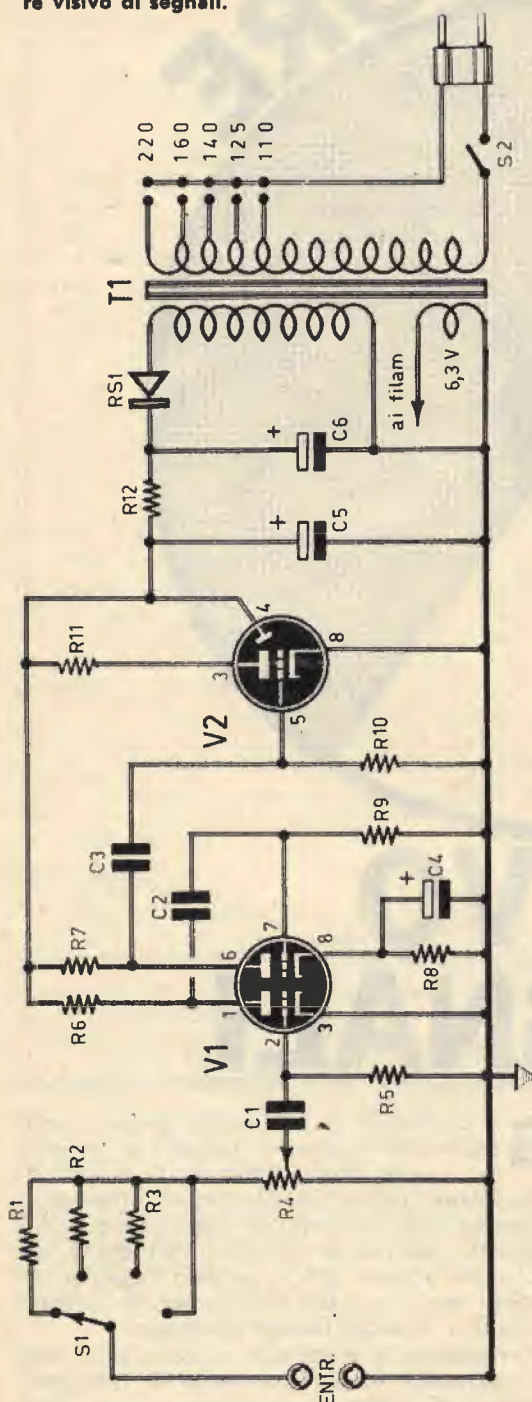 re visivo di segnali.
220
160
140
125
110
S2
T1
RS1
ai filam
6,3 V
+
C6
R12
+
C5
R11
3
4
V2
5
8
R10
C3
R9
C2
R7
6
7
R6
1
8
+
C4
R8
V1
2
3
C1
R5
R1
R2
R3
R4
S1
ENTR.